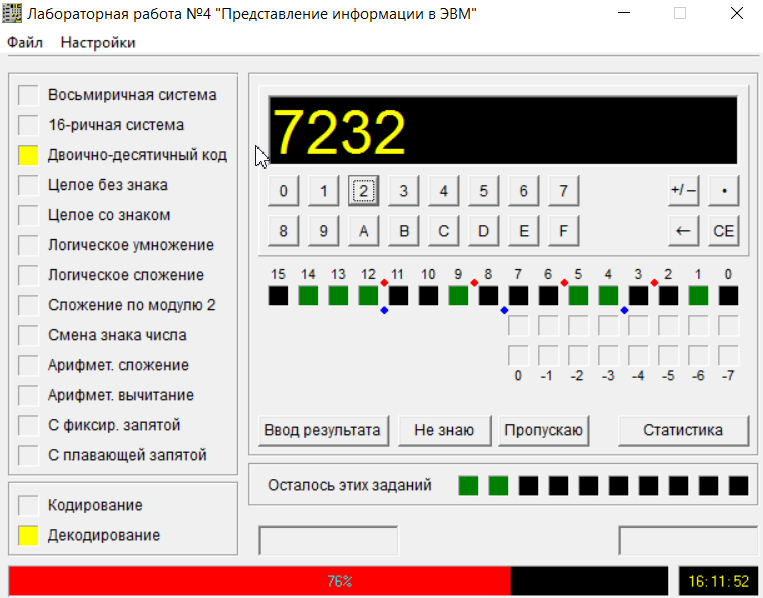 Лабораторная работа №4 "Представление информации в ЭВМ"
Файл Настройки
Восьмиричная система
16-ричная система
Двоично-десятичный код
Целое без знака
Целое со знаком
Логическое умножение
Логическое сложение
Сложение по модулю 2
Смена знака числа
Арифмет. сложение
Арифмет. вычитание
С фиксир. запятой
С плавающей запятой
Кодирование
Декодирование
7232
0 1 2 3 4 5 6 7 +/- •
8 9 A B C D E F ← CE
15 14 13 12 11 10 9 8 7 6 5 4 3 2 1 0
0 -1 -2 -3 -4 -5 -6 -7
Ввод результата Не знаю Пропускаю Статистика
Осталось этих заданий
76% 16:11:52